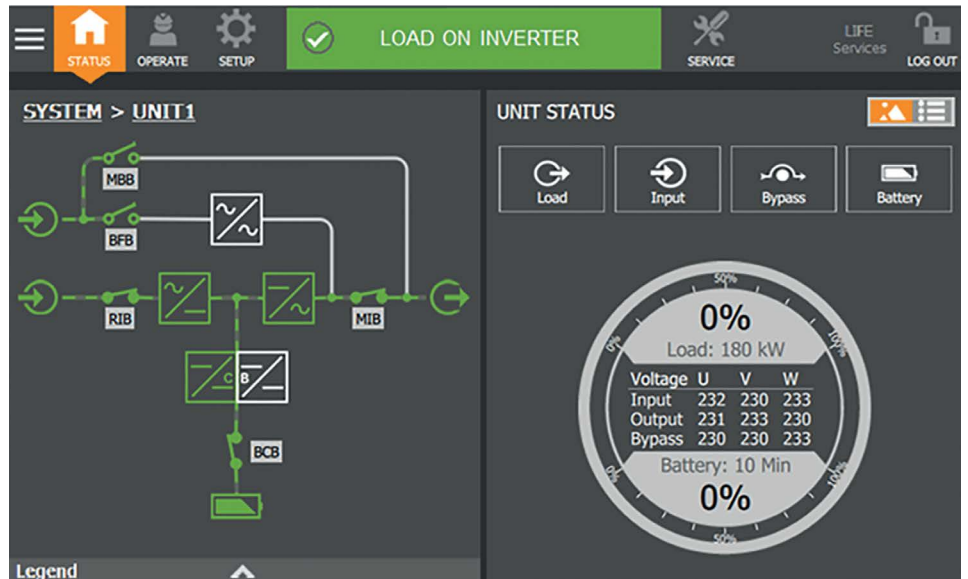 STATUS
OPERATE
SETUP
LOAD ON INVERTER
SERVICE
LIFE
Services
LOG OUT
SYSTEM > UNIT1
MBB
BFB
RIB
MIB
C B
BCB
Legend
UNIT STATUS
Load
Input
Bypass
Battery
50%
0%
0%
100%
Load: 180 kW
Voltage U V W
Input 232 230 233
Output 231 233 230
Bypass 230 230 233
Battery: 10 Min
0%
0%
100%
50%